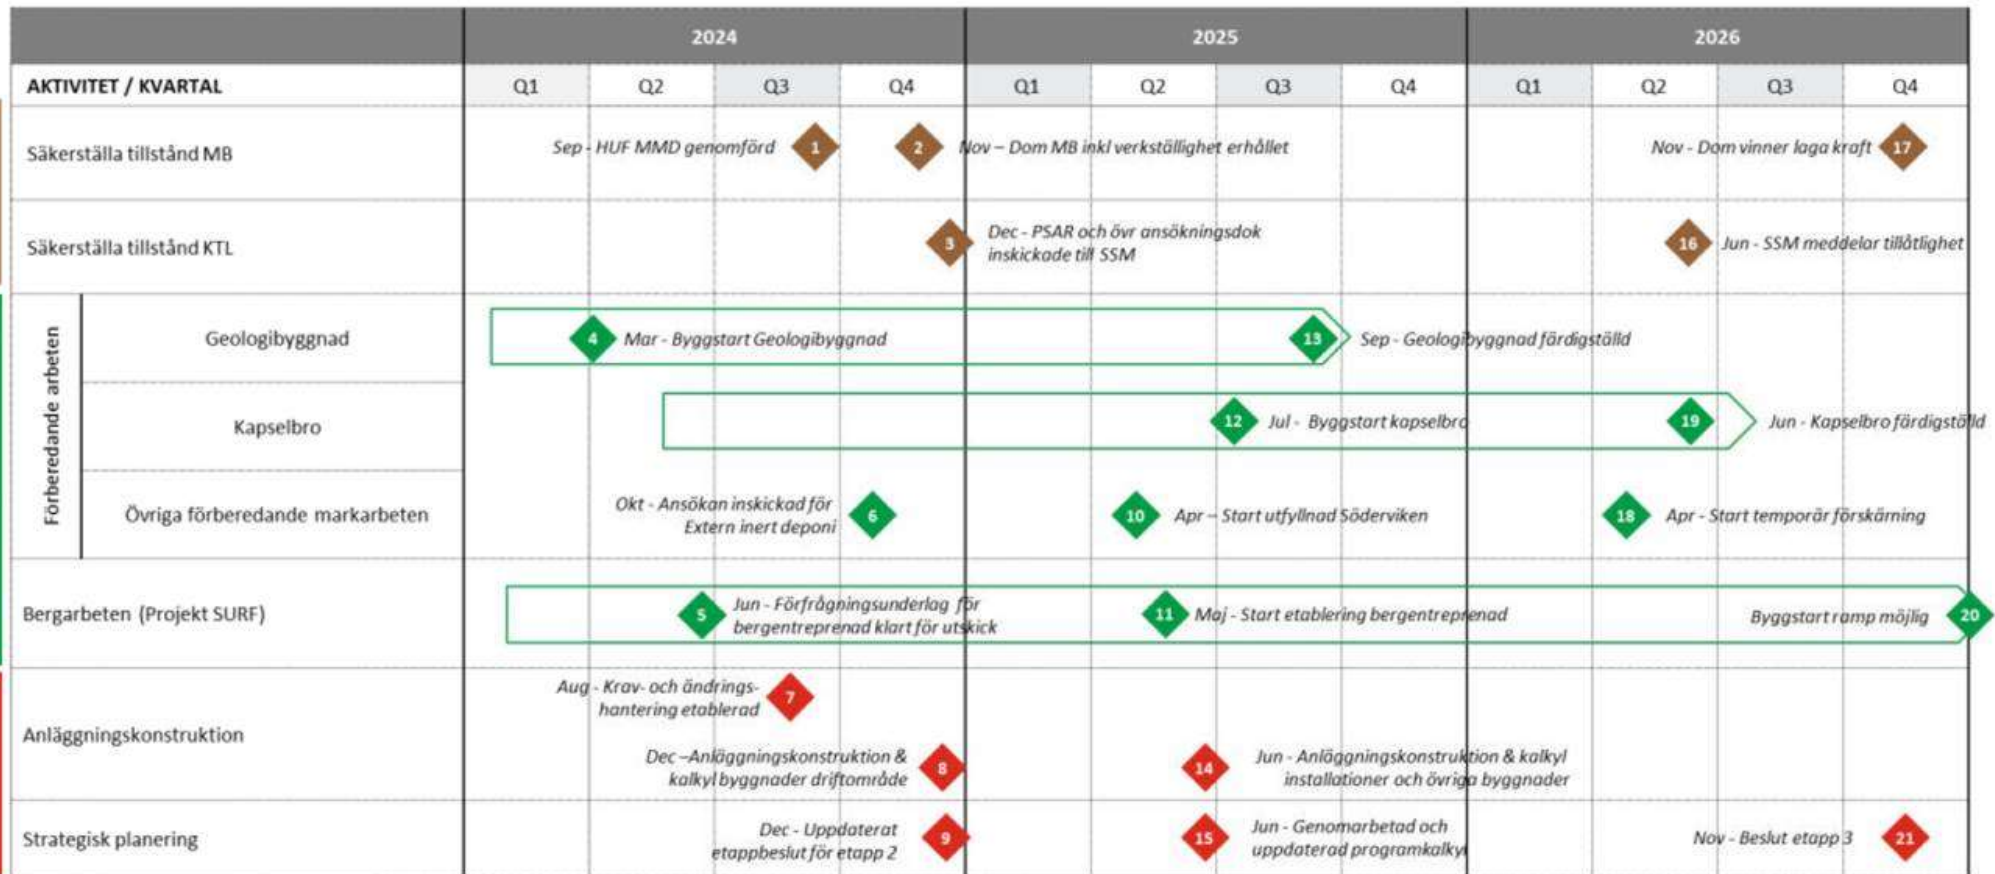 2024 2025 2026
AKTIVITET / KVARTAL Q1 Q2 Q3 Q4 Q1 Q2 Q3 Q4 Q1 Q2 Q3 Q4
Säkerställa tillstånd MB
Sep - HUF MMD genomförd
1
2
Nov – Dom MB inkl verkställighet erhållet
Nov - Dom vinner laga kraft
17
Säkerställa tillstånd KTL
3
Dec - PSAR och övr ansökningsdok
inskickade till SSM
16
Jun - SSM meddelar tillåtlighet
Förberedande arbeten
Geologibyggnad
4
Mar - Byggstart Geologibyggnad
13
Sep - Geologibyggnad färdigställd
Kapselbro
12
Jul - Byggstart kapselbro
19
Jun - Kapselbro färdigställd
Övriga förberedande markarbeten
Okt - Ansökan inskickad för
Extern inert deponi
6
10
Apr – Start utfyllnad Söderviken
18
Apr - Start temporär förskärning
Bergarbeten (Projekt SURF)
5
Jun - Förfrågningsunderlag för
bergentreprenad klart för utskick
11
Maj - Start etablering bergentreprenad
Byggstart ramp möjlig
20
Anläggningskonstruktion
Aug - Krav- och ändrings-
hantering etablerad
7
Dec –Anläggningskonstruktion &
kalkyl byggnader driftområde
8
14
Jun - Anläggningskonstruktion & kalkyl
installationer och övriga byggnader
Strategisk planering
Dec - Uppdaterat
etappbeslut för etapp 2
9
15
Jun - Genomarbetad och
uppdaterad programkalkyl
Nov - Beslut etapp 3
21